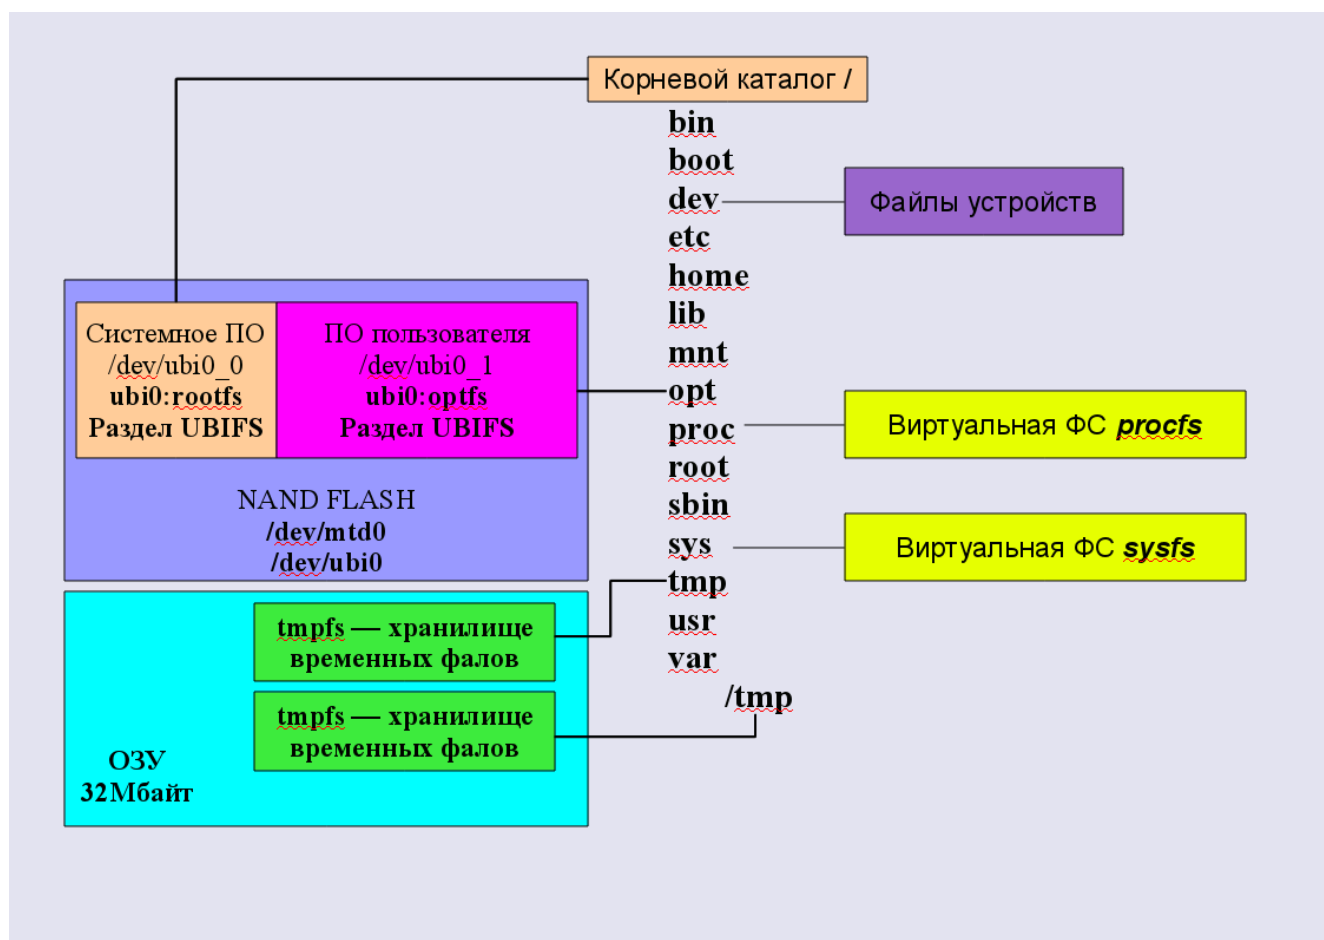 Корневой каталог /
bin
boot
dev
Файлы устройств
etc
home
lib
mnt
opt
proc
Виртуальная ФС procfs
root
sbin
sys
Виртуальная ФС sysfs
tmp
usr
var
/tmp
Системное ПО
/dev/ubi0_0
ubi0:rootfs
Раздел UBIFS
ПО пользователя
/dev/ubi0_1
ubi0:optfs
Раздел UBIFS
NAND FLASH
/dev/mtd0
/dev/ubi0
tmpfs — хранилище
временных фалов
tmpfs — хранилище
временных фалов
ОЗУ
32Мбайт